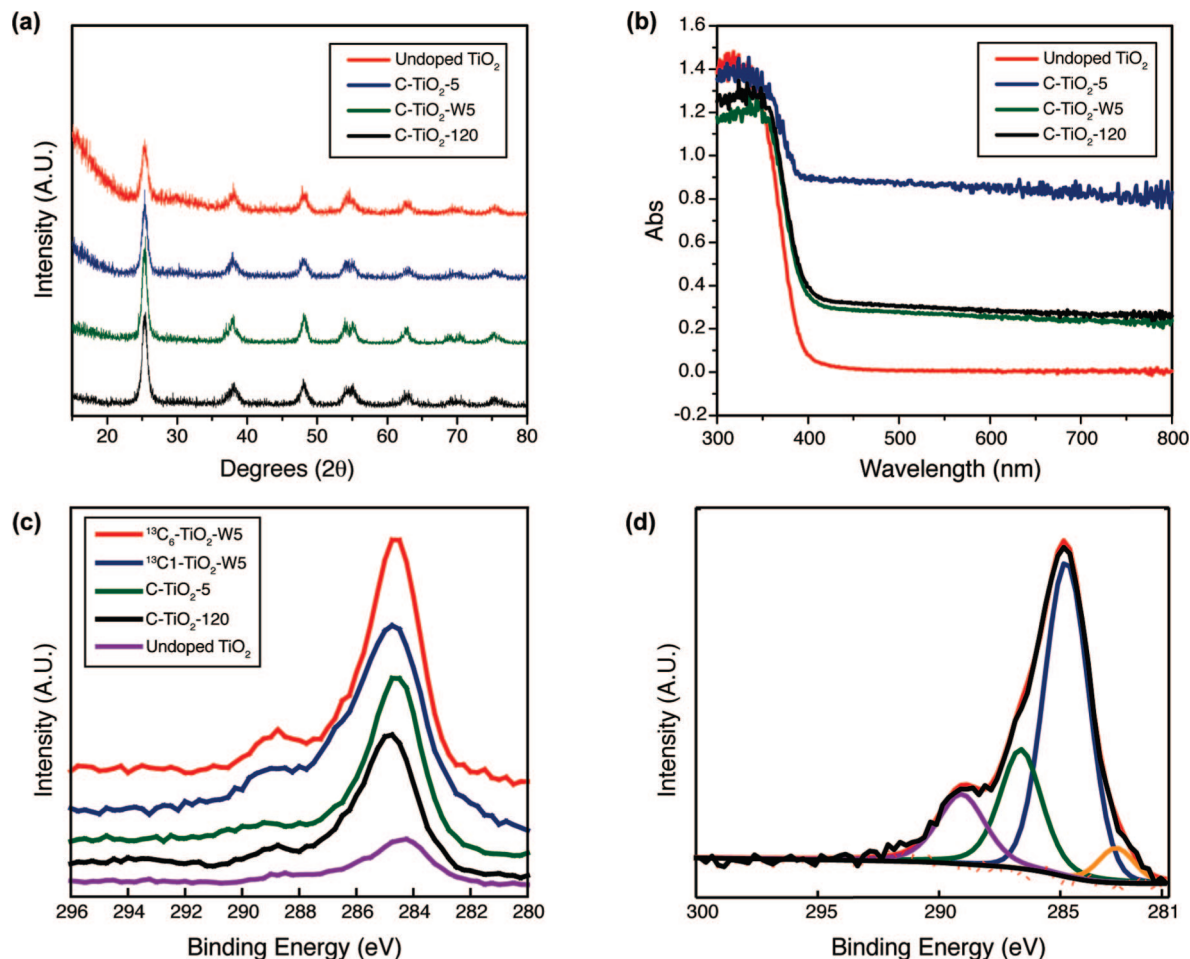 (a)
Undoped TiO₂
C-TiO₂-5
C-TiO₂-W5
C-TiO₂-120
Intensity (A.U.)
20 30 40 50 60 70 80
Degrees (2θ)
(b)
Undoped TiO₂
C-TiO₂-5
C-TiO₂-W5
C-TiO₂-120
Abs
1.6
1.4
1.2
1.0
0.8
0.6
0.4
0.2
0.0
-0.2
300 400 500 600 700 800
Wavelength (nm)
(c)
¹³C₆-TiO₂-W5
¹³C1-TiO₂-W5
C-TiO₂-5
C-TiO₂-120
Undoped TiO₂
Intensity (A.U.)
296 294 292 290 288 286 284 282 280
Binding Energy (eV)
(d)
Intensity (A.U.)
300 295 290 285 281
Binding Energy (eV)